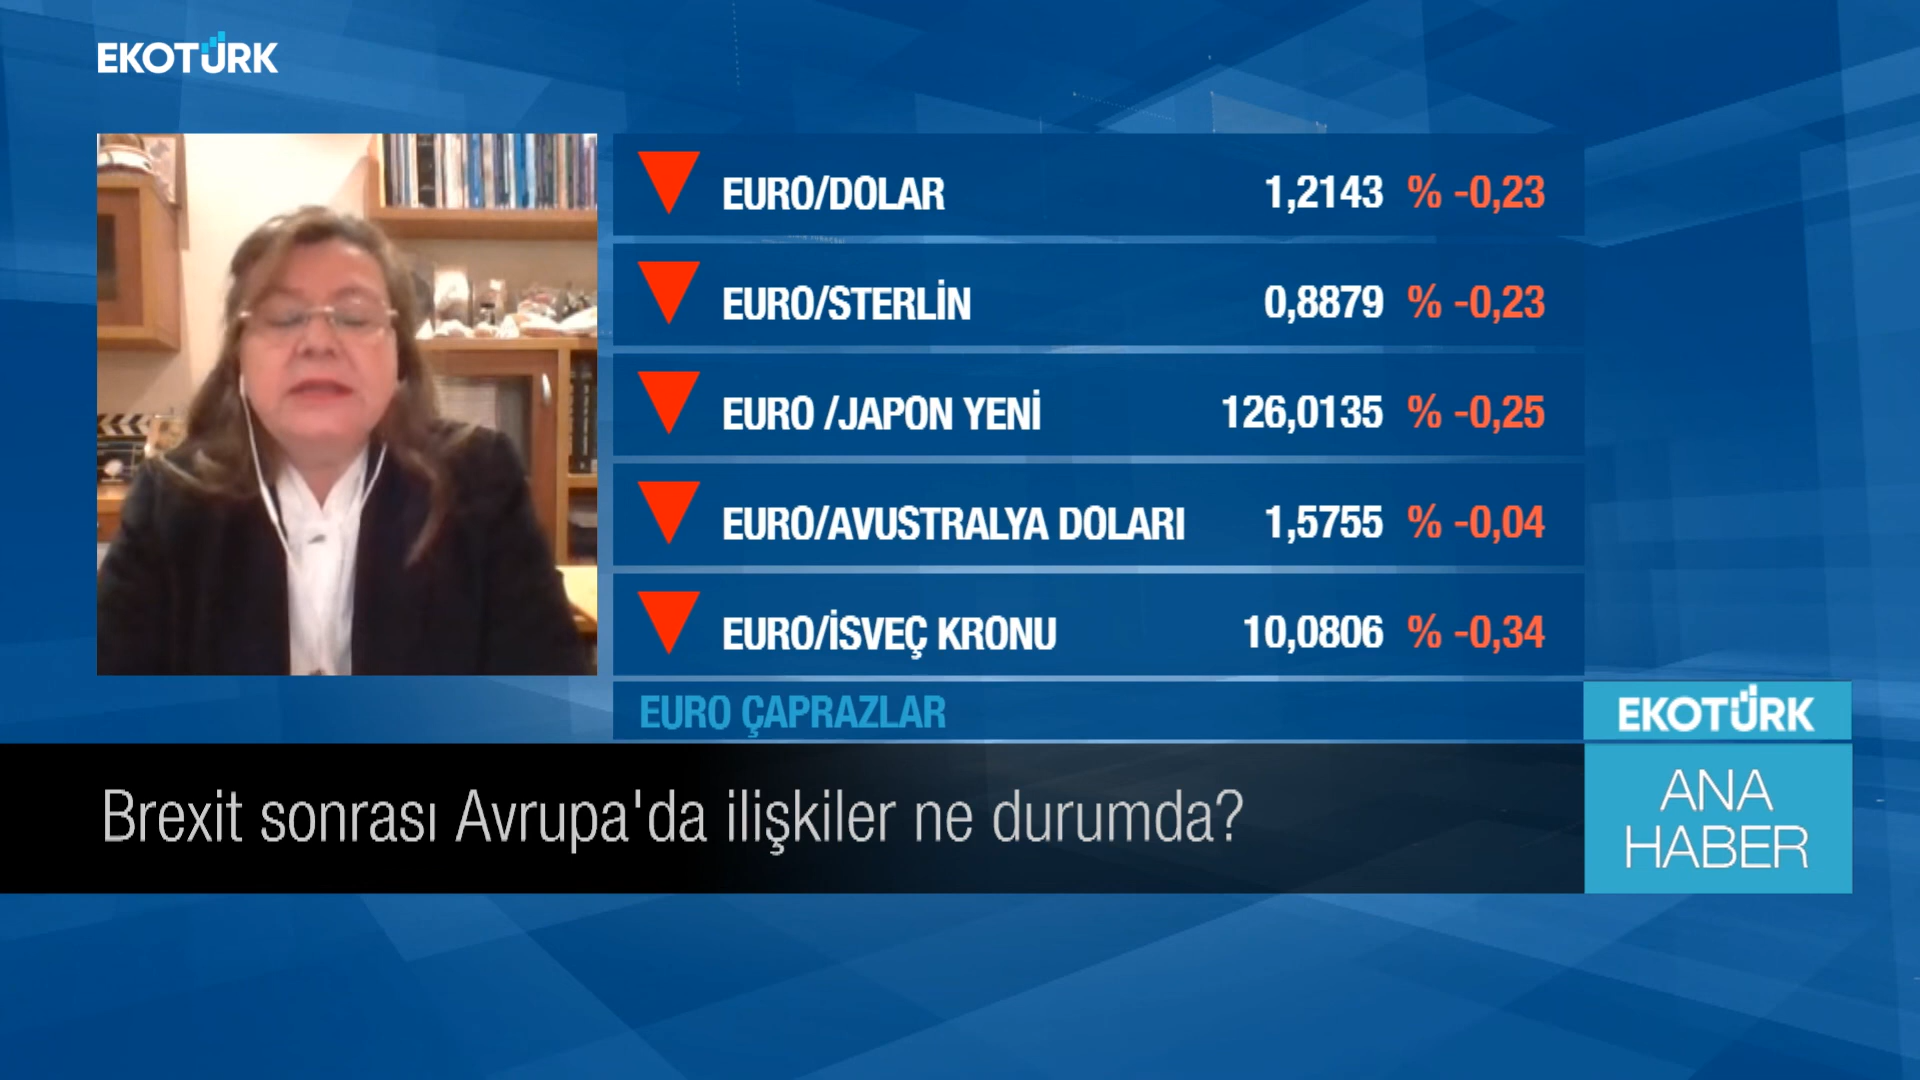 EKOTÜRK
EURO/DOLAR 1,2143 % -0,23
EURO/STERLİN 0,8879 % -0,23
EURO /JAPON YENİ 126,0135 % -0,25
EURO/AVUSTRALYA DOLARI 1,5755 % -0,04
EURO/İSVEÇ KRONU 10,0806 % -0,34
EURO ÇAPRAZLAR
EKOTÜRK
Brexit sonrası Avrupa'da ilişkiler ne durumda?
ANA
HABER